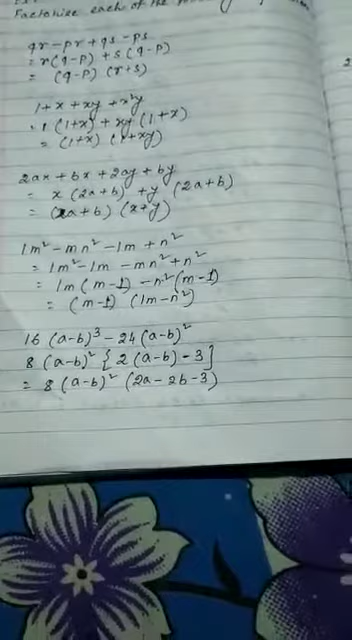 Factorise each of the
qr - pr + qs - ps
= r(q-p) + s(q-p)
= (q-p) (r+s)
1+x + xy + x²y
= 1(1+x) + xy(1+x)
= (1+x) (1+xy)
2ax + bx + 2ay + by
= x (2a+b) + y (2a+b)
= (2a+b) (x+y)
lm² - mn² - lm + n²
= lm² - lm - mn² + n²
= lm(m-1) - n²(m-1)
= (m-1) (lm-n²)
16 (a-b)³ - 24 (a-b)²
8 (a-b)² {2(a-b) - 3}
= 8 (a-b)² (2a - 2b - 3)
2